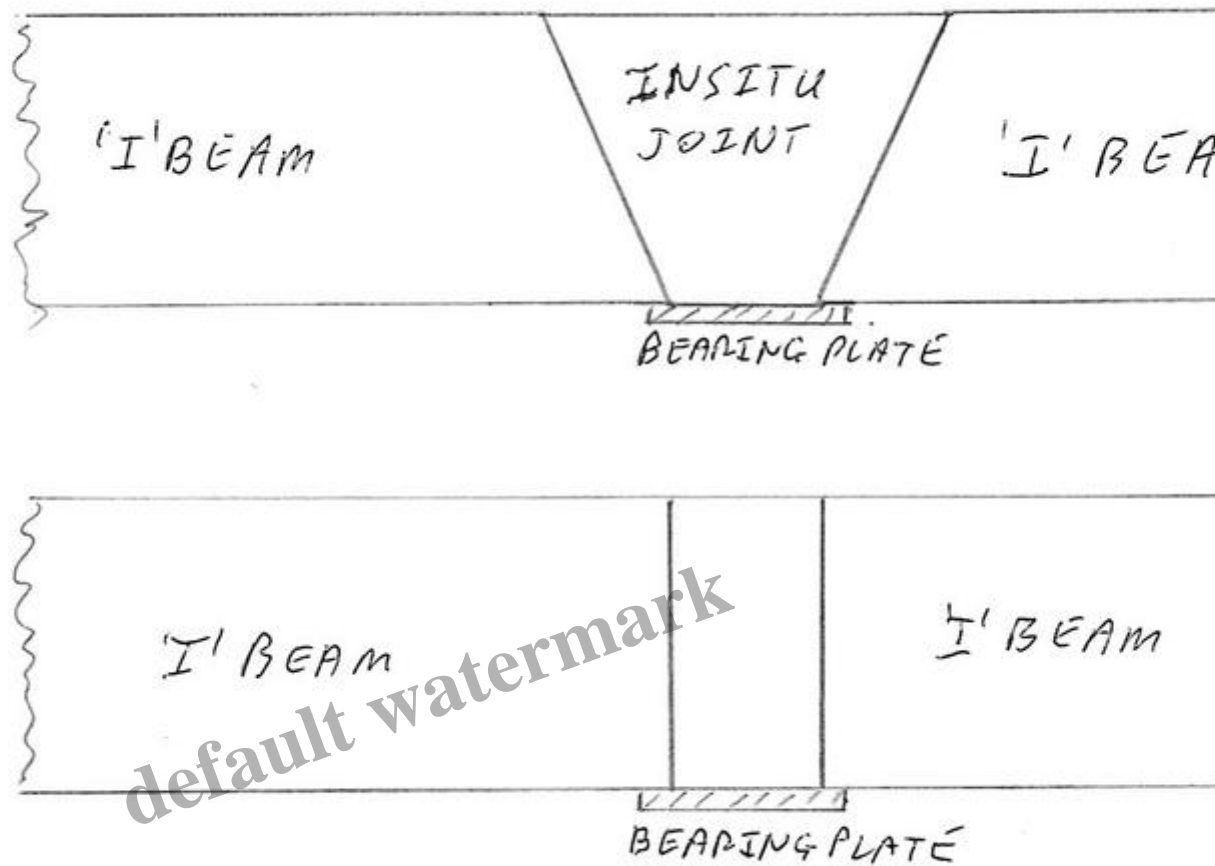 'I' BEAM
INSITU
JOINT
'I' BEA
BEARING PLATE
'I' BEAM
'I' BEAM
default watermark
BEARING PLATE